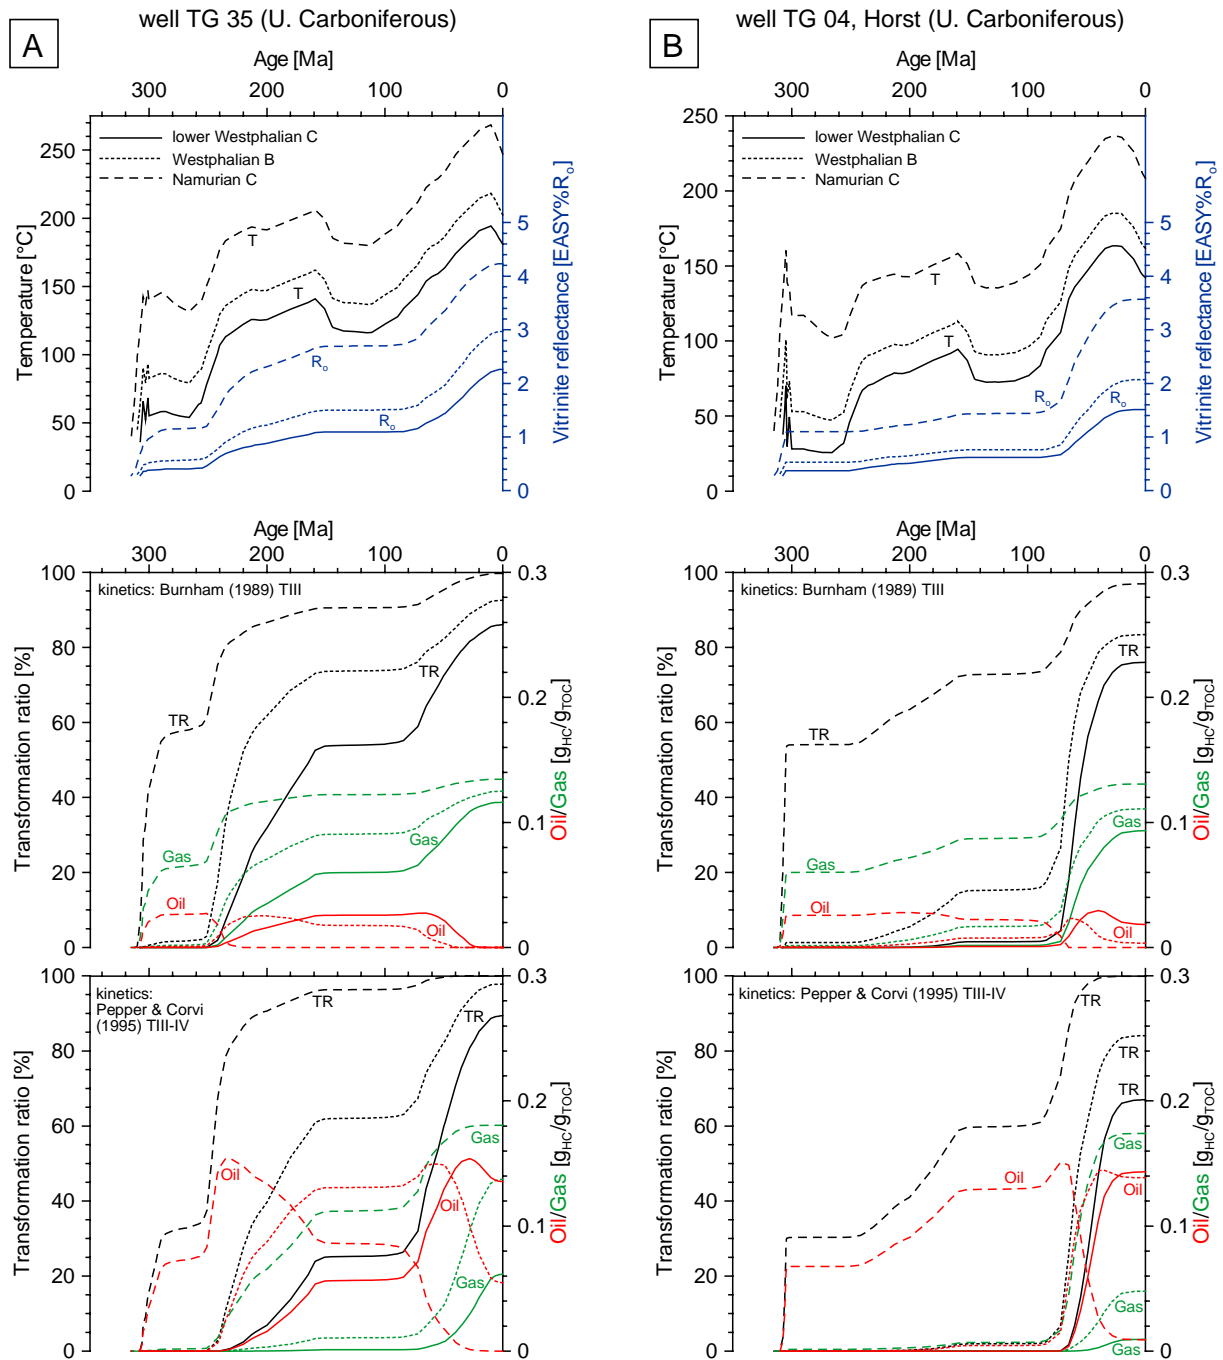 well TG 35 (U. Carboniferous)
A
Age [Ma]
300 200 100 0
lower Westphalian C
Westphalian B
Namurian C
Temperature [°C]
250
200
150
100
50
0
Vitrinite reflectance [EASY%Ro]
5
4
3
2
1
0
T
T
Ro
Ro
Age [Ma]
300 200 100 0
kinetics: Burnham (1989) TIII
Transformation ratio [%]
100
80
60
40
20
0
Oil/Gas [gHC/gTOC]
0.3
0.2
0.1
0
TR
TR
Gas
Gas
Oil
Oil
kinetics:
Pepper & Corvi
(1995) TIII-IV
Transformation ratio [%]
100
80
60
40
20
0
Oil/Gas [gHC/gTOC]
0.3
0.2
0.1
0
TR
TR
Gas
Oil
Oil
Gas
well TG 04, Horst (U. Carboniferous)
B
Age [Ma]
300 200 100 0
lower Westphalian C
Westphalian B
Namurian C
Temperature [°C]
250
200
150
100
50
0
Vitrinite reflectance [EASY%Ro]
5
4
3
2
1
0
T
T
Ro
Ro
Age [Ma]
300 200 100 0
kinetics: Burnham (1989) TIII
Transformation ratio [%]
100
80
60
40
20
0
Oil/Gas [gHC/gTOC]
0.3
0.2
0.1
0
TR
TR
Gas
Gas
Oil
Oil
kinetics: Pepper & Corvi (1995) TIII-IV
Transformation ratio [%]
100
80
60
40
20
0
Oil/Gas [gHC/gTOC]
0.3
0.2
0.1
0
TR
TR
TR
Gas
Oil
Oil
Gas
Gas